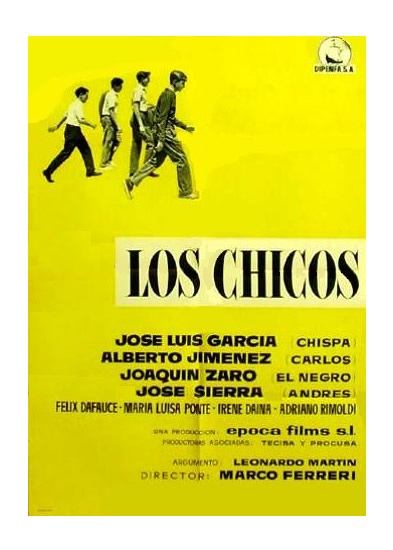 DIPENFA S.A.
LOS CHICOS
JOSE LUIS GARCIA (CHISPA)
ALBERTO JIMENEZ (CARLOS)
JOAQUIN ZARO (EL NEGRO)
JOSE SIERRA (ANDRES)
FELIX DAFAUCE - MARIA LUISA PONTE - IRENE DAINA - ADRIANO RIMOLDI
UNA PRODUCCION: epoca films s.l.
PRODUCTORAS ASOCIADAS: TECISA Y PROCUSA
ARGUMENTO: LEONARDO MARTIN
DIRECTOR: MARCO FERRERI